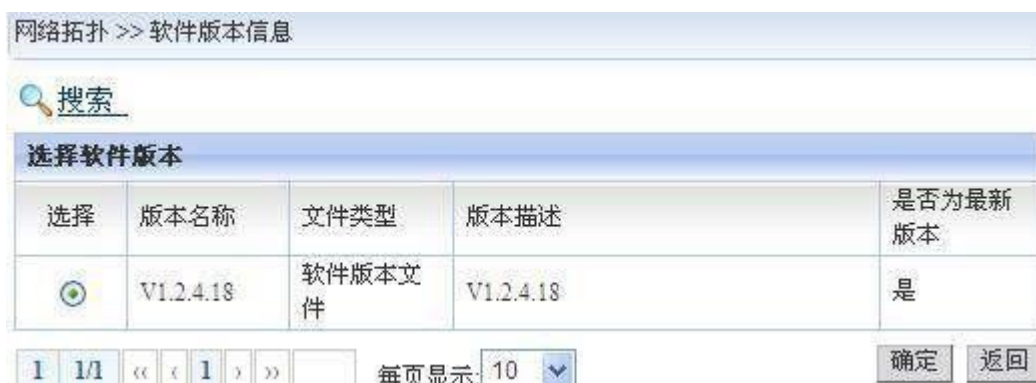 网络拓扑 >> 软件版本信息
搜索
选择软件版本
选择 版本名称 文件类型 版本描述 是否为最新
版本
V1.2.4.18 软件版本文
件 V1.2.4.18 是
1 1/1 « ‹ 1 › » 每页显示: 10 确定 返回